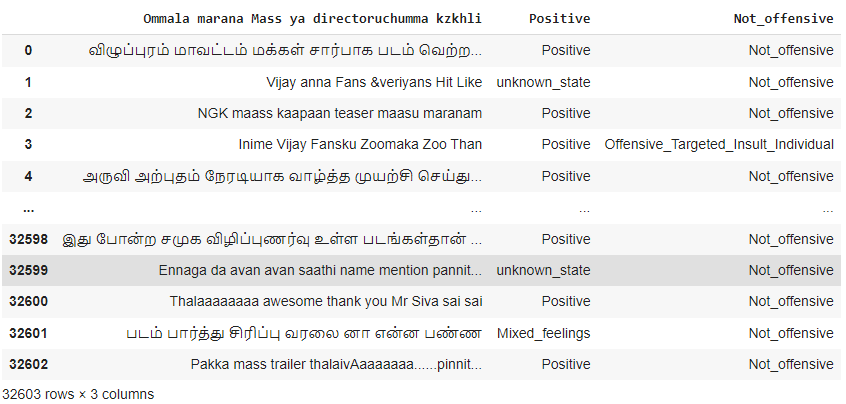 Ommala marana Mass ya directoruchumma kzkhli Positive Not_offensive
0 விழுப்புரம் மாவட்டம் மக்கள் சார்பாக படம் வெற்ற... Positive Not_offensive
1 Vijay anna Fans &veriyans Hit Like unknown_state Not_offensive
2 NGK maass kaapaan teaser maasu maranam Positive Not_offensive
3 Inime Vijay Fansku Zoomaka Zoo Than Positive Offensive_Targeted_Insult_Individual
4 அருவி அற்புதம் நேரடியாக வாழ்த்த முயற்சி செய்து... Positive Not_offensive
... ... ... ...
32598 இது போன்ற சமுக விழிப்புணர்வு உள்ள படங்கள்தான் ... Positive Not_offensive
32599 Ennaga da avan avan saathi name mention pannit... unknown_state Not_offensive
32600 Thalaaaaaaaa awesome thank you Mr Siva sai sai Positive Not_offensive
32601 படம் பார்த்து சிரிப்பு வரலை னா என்ன பண்ண Mixed_feelings Not_offensive
32602 Pakka mass trailer thalaivAaaaaaaa......pinnit... Positive Not_offensive
32603 rows × 3 columns